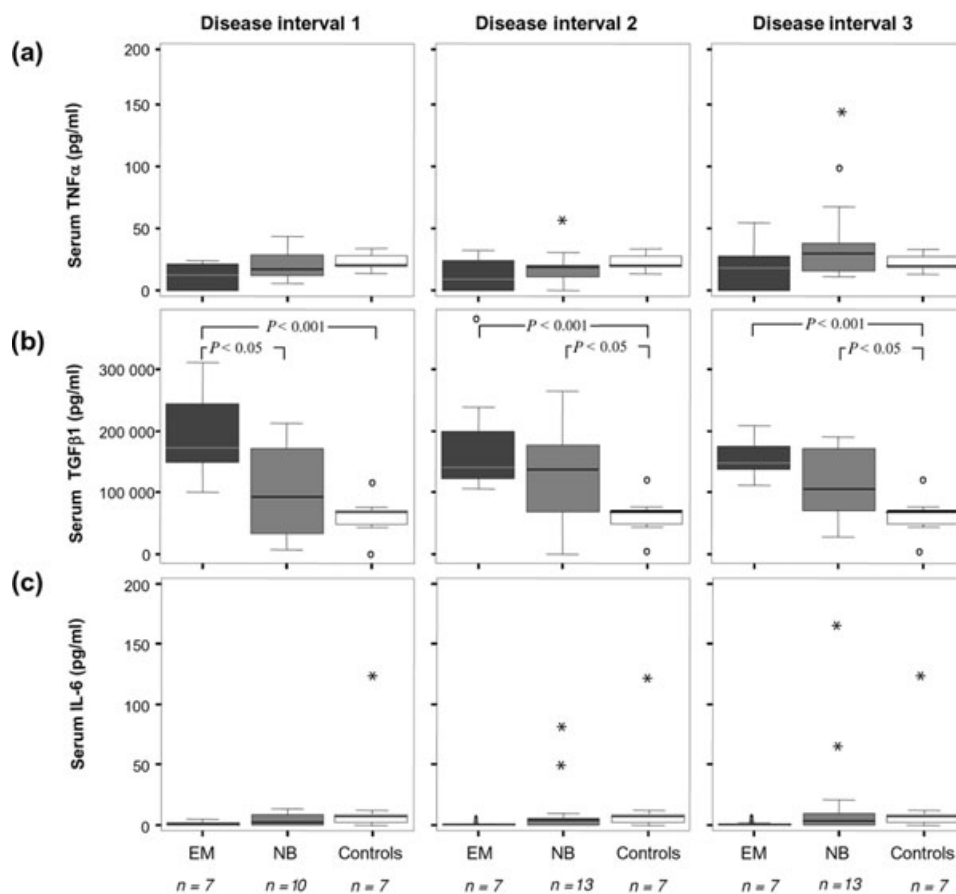 Disease interval 1 Disease interval 2 Disease interval 3
(a)
Serum TNFα (pg/ml)
200
150
100
50
0
(b)
Serum TGFβ1 (pg/ml)
P < 0.001 P < 0.001 P < 0.001
P < 0.05 P < 0.05 P < 0.05
300 000
200 000
100 000
0
(c)
Serum IL-6 (pg/ml)
200
150
100
50
0
EM NB Controls EM NB Controls EM NB Controls
n = 7 n = 10 n = 7 n = 7 n = 13 n = 7 n = 7 n = 13 n = 7